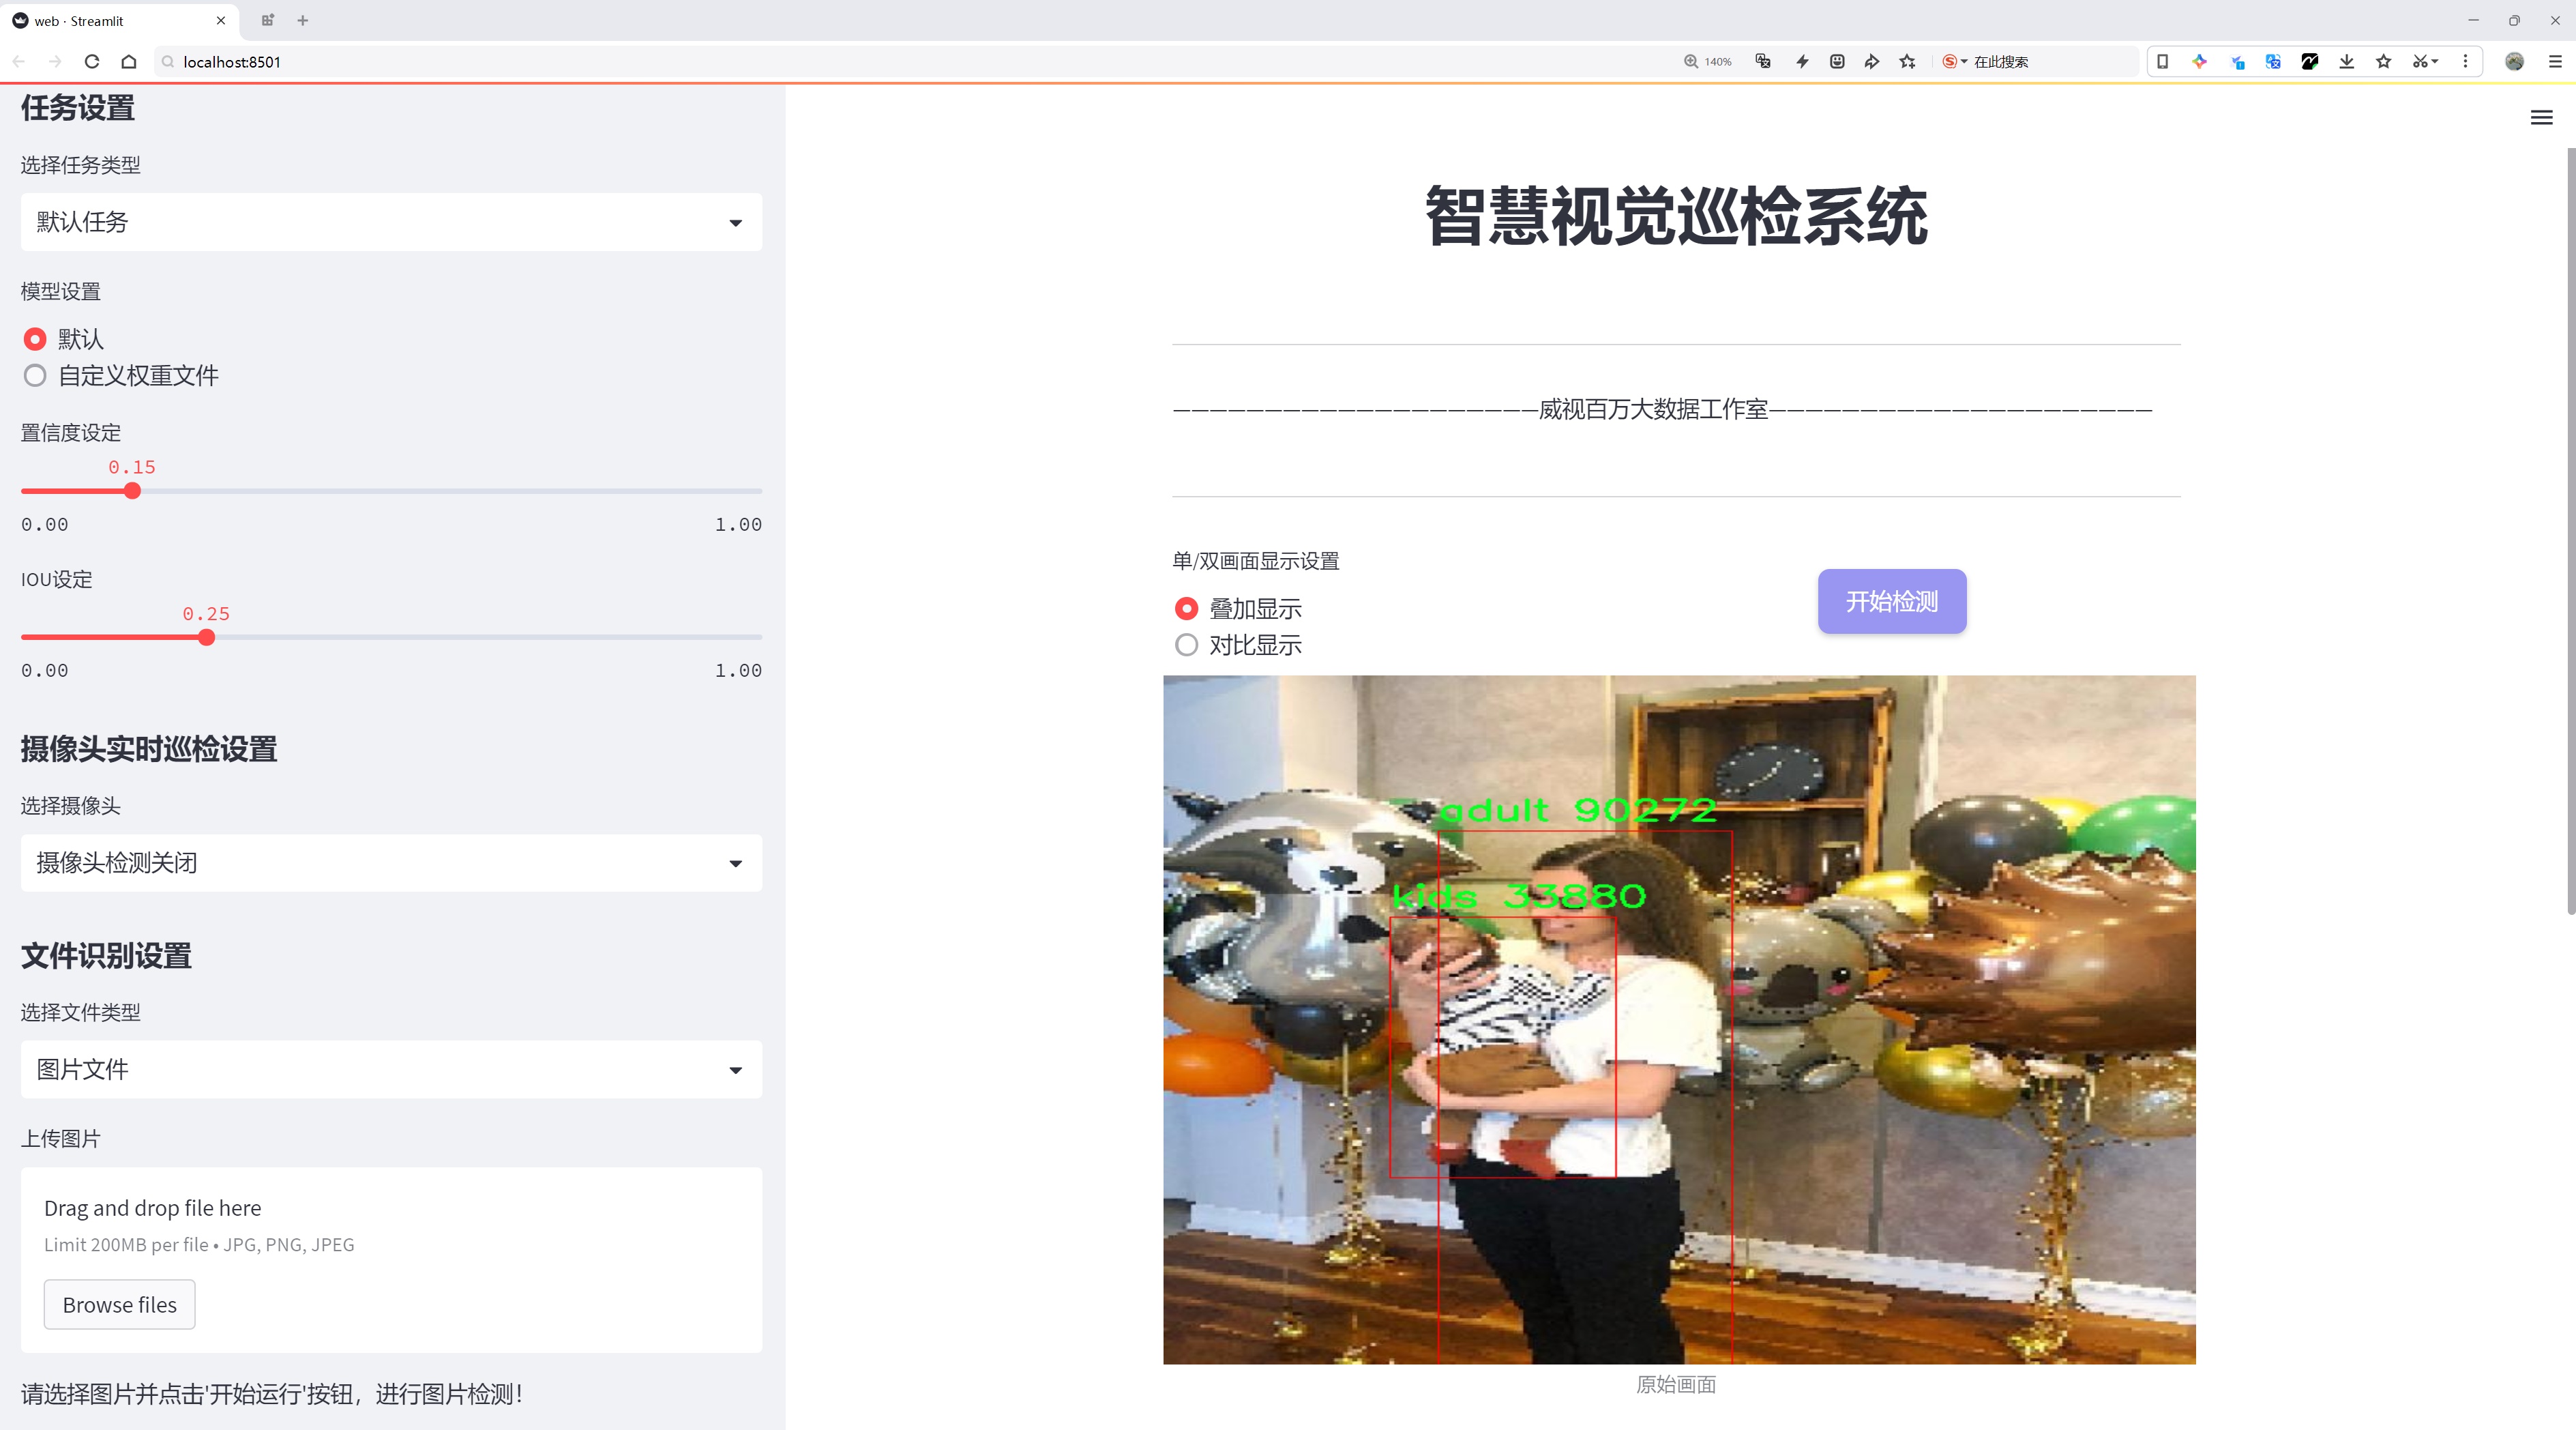 web · Streamlit
localhost:8501
140%
在此搜索
任务设置
选择任务类型
默认任务
模型设置
默认
自定义权重文件
置信度设定
0.15
0.00
1.00
IOU设定
0.25
0.00
1.00
摄像头实时巡检设置
选择摄像头
摄像头检测关闭
文件识别设置
选择文件类型
图片文件
上传图片
Drag and drop file here
Limit 200MB per file • JPG, PNG, JPEG
Browse files
请选择图片并点击'开始运行'按钮，进行图片检测！
智慧视觉巡检系统
—————————————————————威视百万大数据工作室——————————————————————
单/双画面显示设置
叠加显示
对比显示
开始检测
adult 90272
kids 33880
原始画面